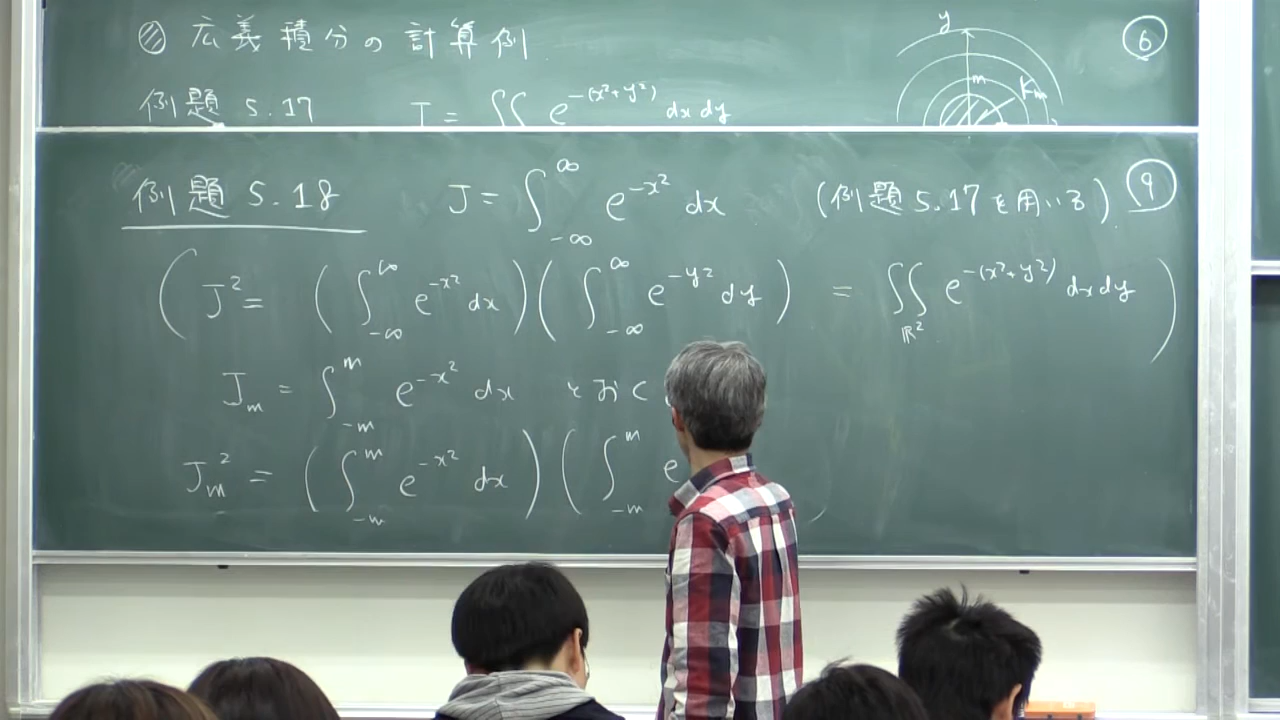 広義積分の計算例
⑥
例題 5.17 I = ∬ e^{-(x²+y²)} dx dy
y
m
K_m
例題 5.18 J = ∫_{-∞}^{∞} e^{-x²} dx (例題 5.17 を用いる) ⑨
( J² = ( ∫_{-∞}^{∞} e^{-x²} dx ) ( ∫_{-∞}^{∞} e^{-y²} dy ) = ∬_{ℝ²} e^{-(x²+y²)} dx dy )
J_m = ∫_{-m}^{m} e^{-x²} dx とおく
J_m² = ( ∫_{-m}^{m} e^{-x²} dx ) ( ∫_{-m}^{m} e